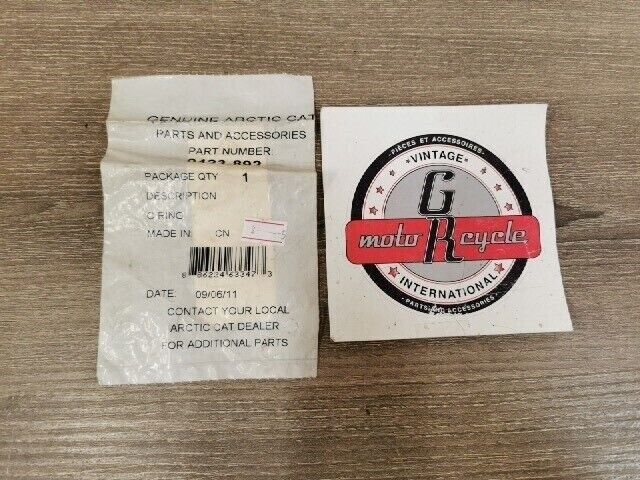 GENUINE ARCTIC CAT
PARTS AND ACCESSORIES
PART NUMBER
PACKAGE QTY 1
DESCRIPTION
O RING
MADE IN: CN
DATE: 09/06/11
CONTACT YOUR LOCAL
ARCTIC CAT DEALER
FOR ADDITIONAL PARTS
·PIÈCES ET ACCESSOIRES·
·VINTAGE·
G
moto R cycle
INTERNATIONAL
·PARTS AND ACCESSORIES·